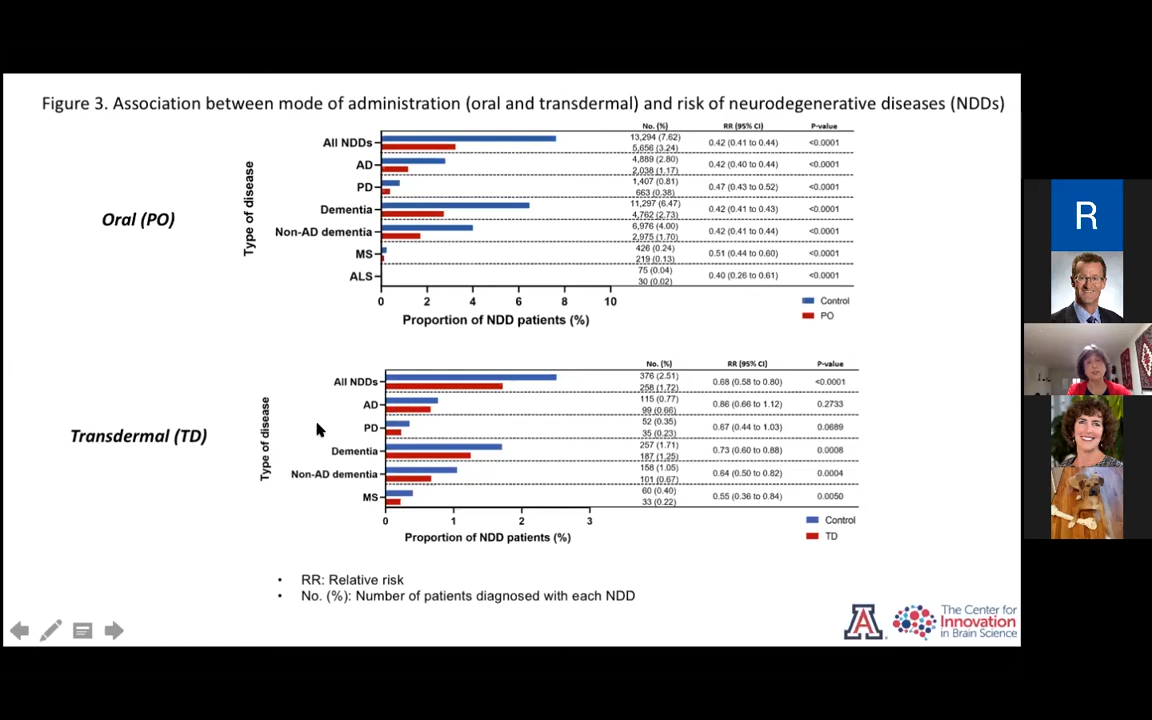 Figure 3. Association between mode of administration (oral and transdermal) and risk of neurodegenerative diseases (NDDs)
Oral (PO)
Type of disease
No. (%) RR (95% CI) P-value
All NDDs 13,294 (7.62) 0.42 (0.41 to 0.44) <0.0001
5,656 (3.24)
AD 4,889 (2.80) 0.42 (0.40 to 0.44) <0.0001
2,038 (1.17)
PD 1,407 (0.81) 0.47 (0.43 to 0.52) <0.0001
663 (0.38)
Dementia 11,297 (6.47) 0.42 (0.41 to 0.43) <0.0001
4,762 (2.73)
Non-AD dementia 6,976 (4.00) 0.42 (0.41 to 0.44) <0.0001
2,975 (1.70)
MS 426 (0.24) 0.51 (0.44 to 0.60) <0.0001
219 (0.13)
ALS 75 (0.04) 0.40 (0.26 to 0.61) <0.0001
30 (0.02)
0 2 4 6 8 10
Proportion of NDD patients (%)
Control
PO
Transdermal (TD)
Type of disease
No. (%) RR (95% CI) P-value
All NDDs 376 (2.51) 0.68 (0.58 to 0.80) <0.0001
258 (1.72)
AD 115 (0.77) 0.86 (0.66 to 1.12) 0.2733
99 (0.66)
PD 52 (0.35) 0.67 (0.44 to 1.03) 0.0689
35 (0.23)
Dementia 257 (1.71) 0.73 (0.60 to 0.88) 0.0008
187 (1.25)
Non-AD dementia 158 (1.05) 0.64 (0.50 to 0.82) 0.0004
101 (0.67)
MS 60 (0.40) 0.55 (0.36 to 0.84) 0.0050
33 (0.22)
0 1 2 3
Proportion of NDD patients (%)
Control
TD
• RR: Relative risk
• No. (%): Number of patients diagnosed with each NDD
A
The Center for
Innovation
in Brain Science
R